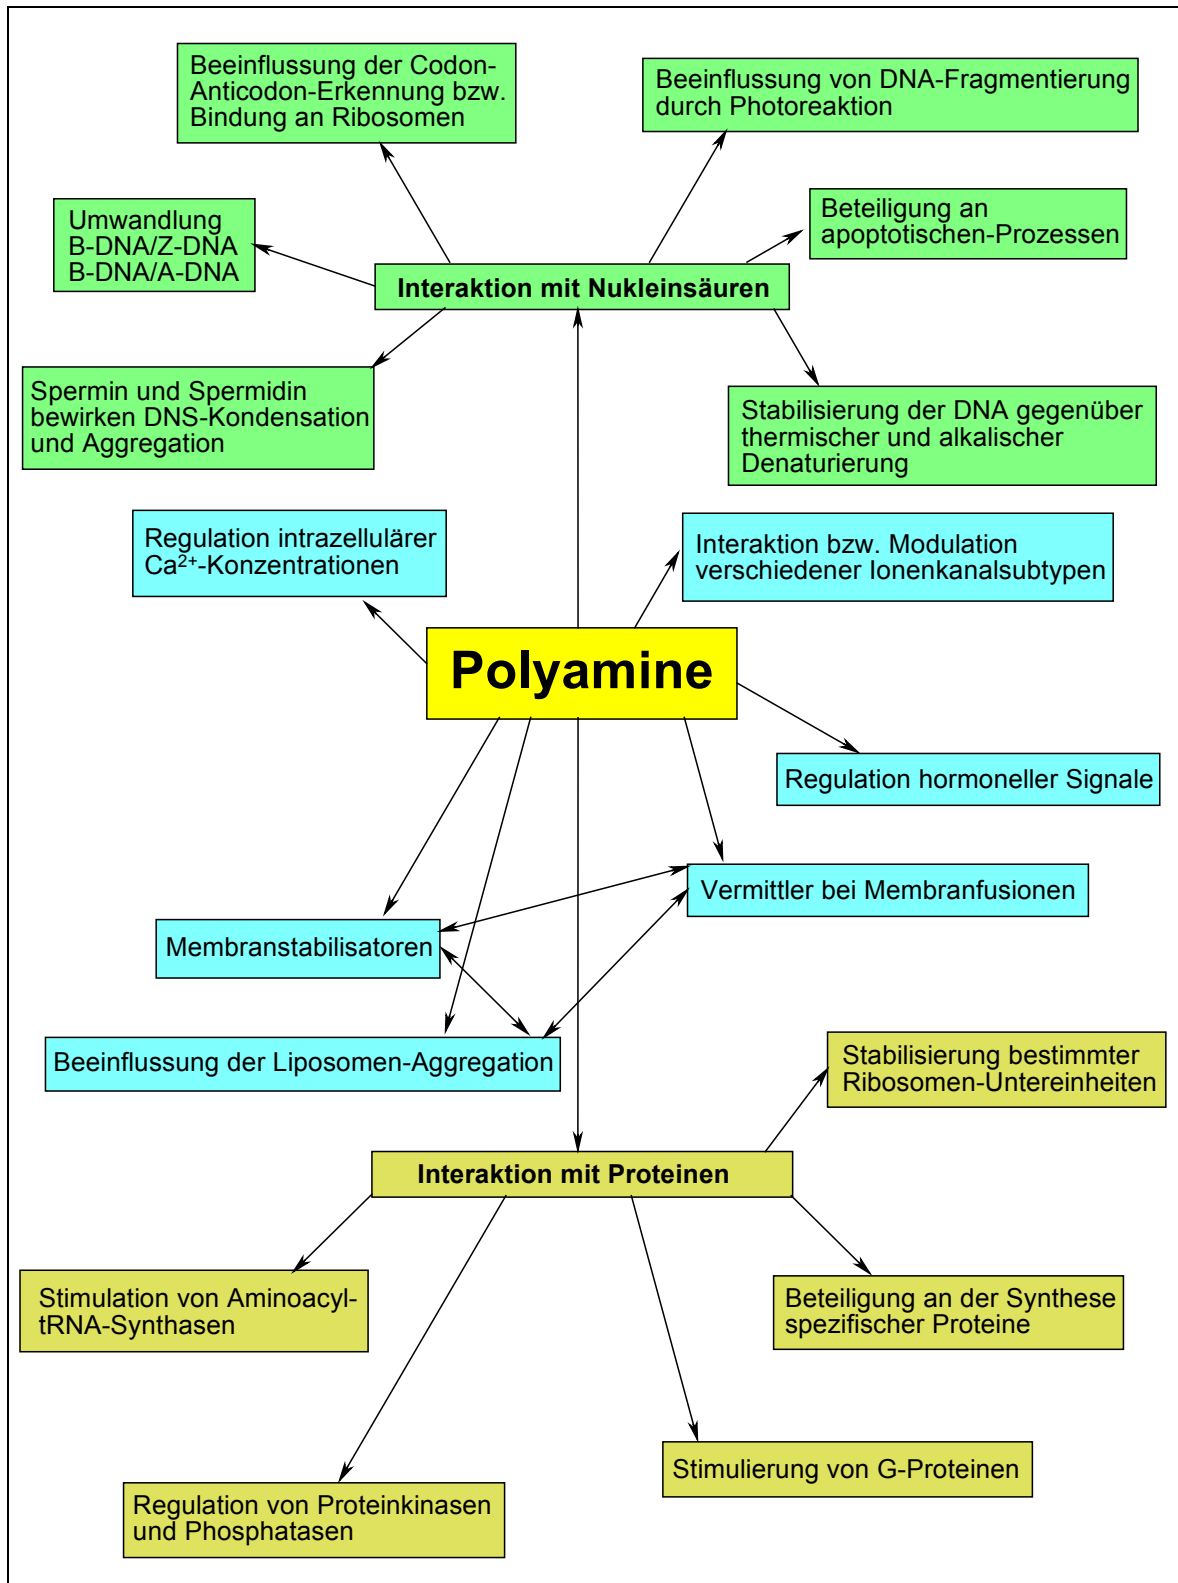 Beeinflussung der Codon-
Anticodon-Erkennung bzw.
Bindung an Ribosomen
Beeinflussung von DNA-Fragmentierung
durch Photoreaktion
Umwandlung
B-DNA/Z-DNA
B-DNA/A-DNA
Beteiligung an
apoptotischen-Prozessen
Interaktion mit Nukleinsäuren
Spermin und Spermidin
bewirken DNS-Kondensation
und Aggregation
Stabilisierung der DNA gegenüber
thermischer und alkalischer
Denaturierung
Regulation intrazellulärer
Ca²⁺-Konzentrationen
Interaktion bzw. Modulation
verschiedener Ionenkanalsubtypen
Polyamine
Regulation hormoneller Signale
Vermittler bei Membranfusionen
Membranstabilisatoren
Beeinflussung der Liposomen-Aggregation
Stabilisierung bestimmter
Ribosomen-Untereinheiten
Interaktion mit Proteinen
Stimulation von Aminoacyl-
tRNA-Synthasen
Beteiligung an der Synthese
spezifischer Proteine
Stimulierung von G-Proteinen
Regulation von Proteinkinasen
und Phosphatasen